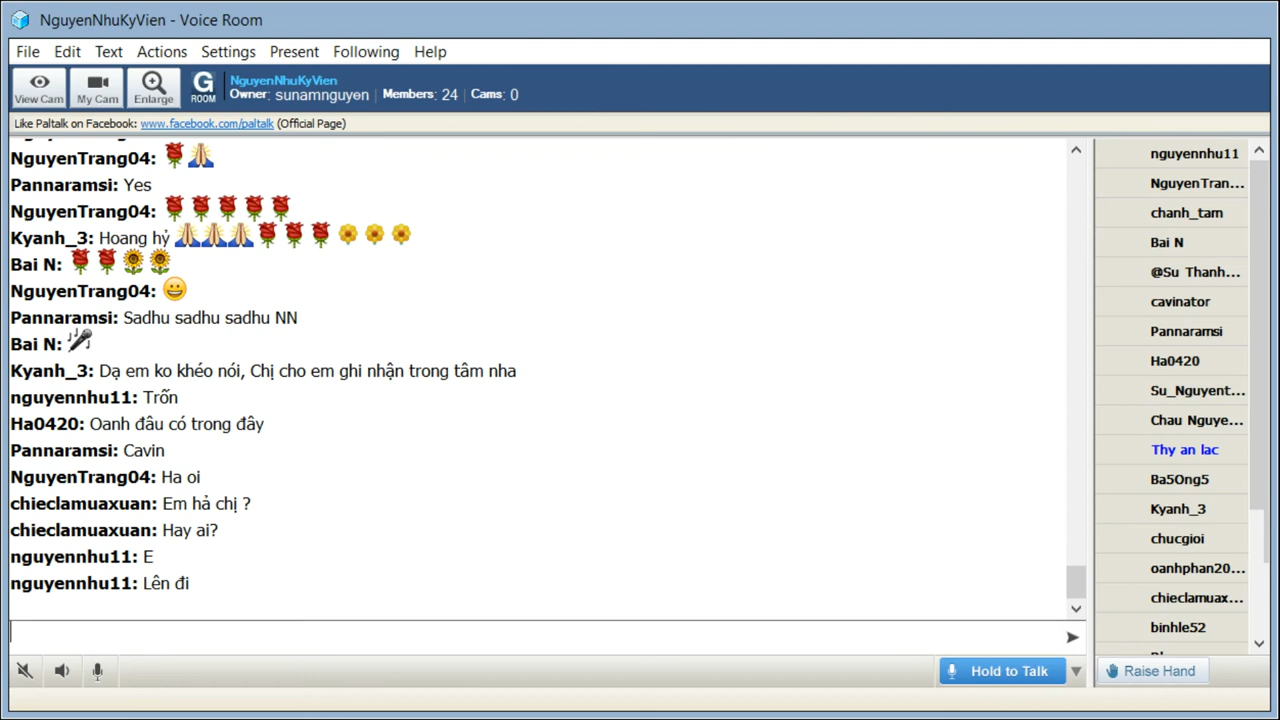 NguyenNhuKyVien - Voice Room
File Edit Text Actions Settings Present Following Help
View Cam My Cam Enlarge G ROOM
NguyenNhuKyVien
Owner: sunamnguyen Members: 24 Cams: 0
Like Paltalk on Facebook: www.facebook.com/paltalk (Official Page)
NguyenTrang04:
Pannaramsi: Yes
NguyenTrang04:
Kyanh_3: Hoang hỷ
Bai N:
NguyenTrang04:
Pannaramsi: Sadhu sadhu sadhu NN
Bai N:
Kyanh_3: Dạ em ko khéo nói, Chị cho em ghi nhận trong tâm nha
nguyennhu11: Trốn
Ha0420: Oanh đâu có trong đây
Pannaramsi: Cavin
NguyenTrang04: Ha oi
chieclamuaxuan: Em hả chị ?
chieclamuaxuan: Hay ai?
nguyennhu11: E
nguyennhu11: Lên đi
nguyennhu11
NguyenTran...
chanh_tam
Bai N
@Su Thanh...
cavinator
Pannaramsi
Ha0420
Su_Nguyent...
Chau Nguye...
Thy an lac
Ba5Ong5
Kyanh_3
chucgioi
oanhphan20...
chieclamuax...
binhle52
Hold to Talk
Raise Hand